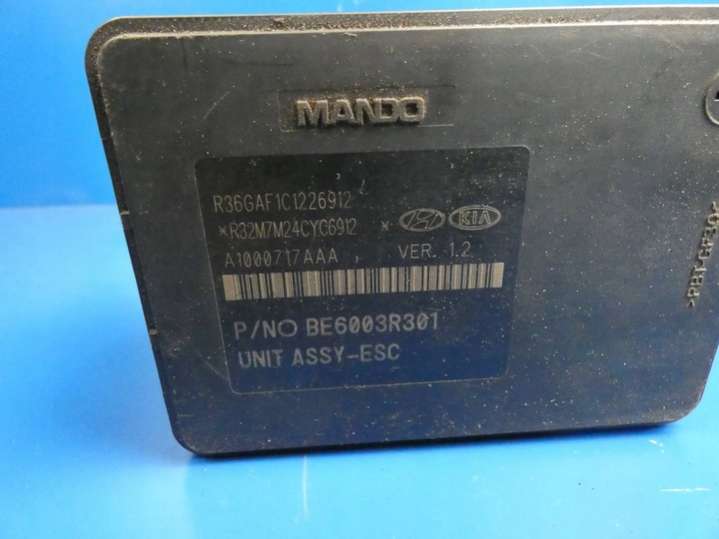 MANDO
R36GAF1C1226912
*R32M7M24CYC6912 *
KIA
A1000717AAA , VER. 1.2
P/NO BE6003R301
UNIT ASSY-ESC